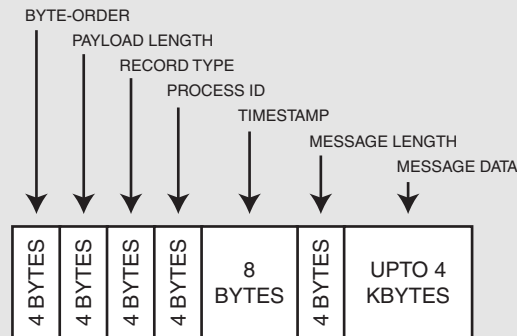 BYTE-ORDER
PAYLOAD LENGTH
RECORD TYPE
PROCESS ID
TIMESTAMP
MESSAGE LENGTH
MESSAGE DATA
4 BYTES
4 BYTES
4 BYTES
4 BYTES
8
BYTES
4 BYTES
UPTO 4
KBYTES